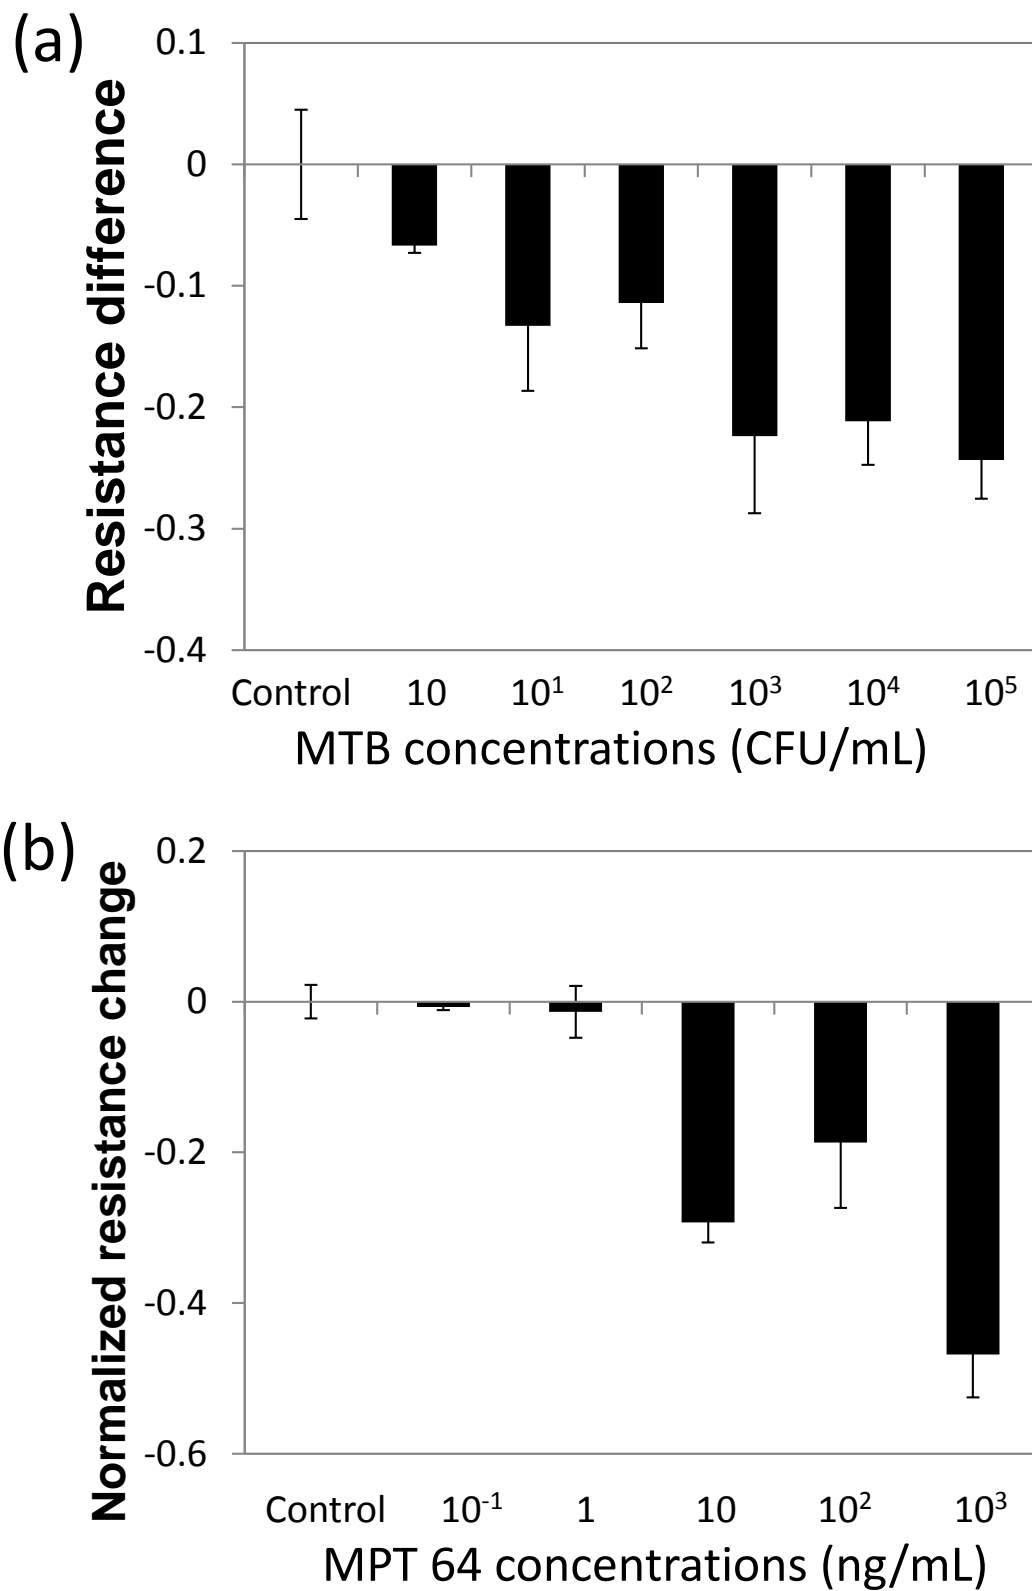 (a)
Resistance difference
0.1
0
-0.1
-0.2
-0.3
-0.4
Control 10 10¹ 10² 10³ 10⁴ 10⁵
MTB concentrations (CFU/mL)
(b)
Normalized resistance change
0.2
0
-0.2
-0.4
-0.6
Control 10⁻¹ 1 10 10² 10³
MPT 64 concentrations (ng/mL)